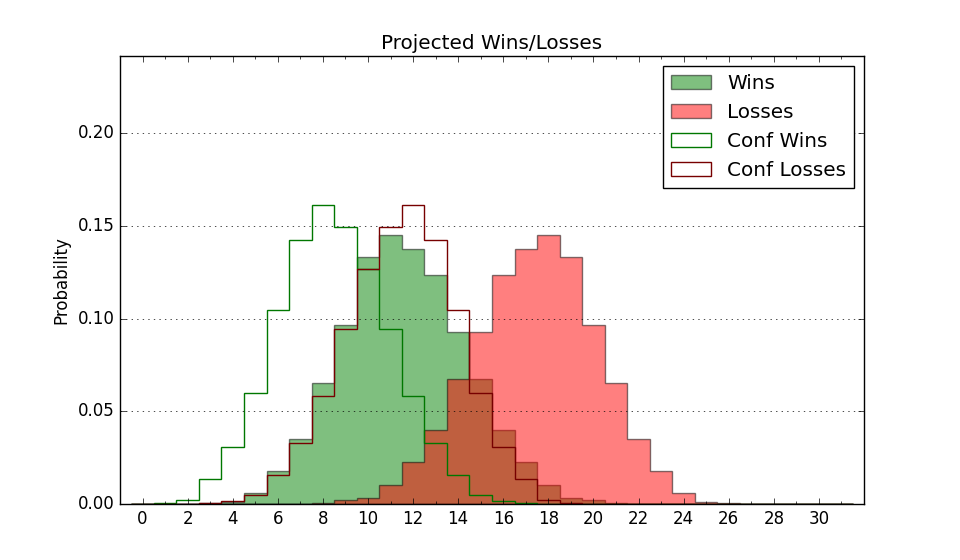 Projected Wins/Losses
Wins
Losses
Conf Wins
Conf Losses
Probability
0.20
0.15
0.10
0.05
0.00
0 2 4 6 8 10 12 14 16 18 20 22 24 26 28 30